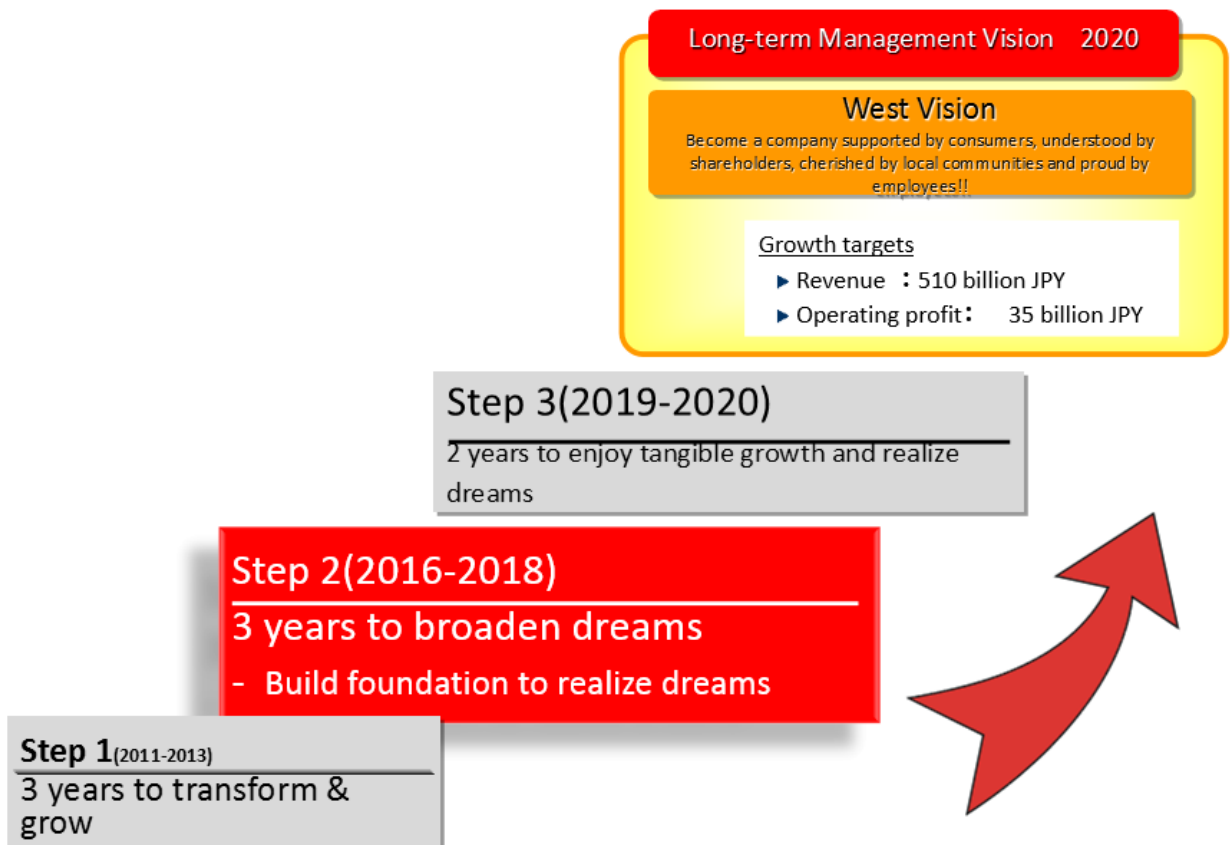 Long-term Management Vision 2020
West Vision
Become a company supported by consumers, understood by
shareholders, cherished by local communities and proud by
employees!!
Growth targets
▶ Revenue :510 billion JPY
▶ Operating profit: 35 billion JPY
Step 3(2019-2020)
2 years to enjoy tangible growth and realize
dreams
Step 2(2016-2018)
3 years to broaden dreams
- Build foundation to realize dreams
Step 1(2011-2013)
3 years to transform &
grow